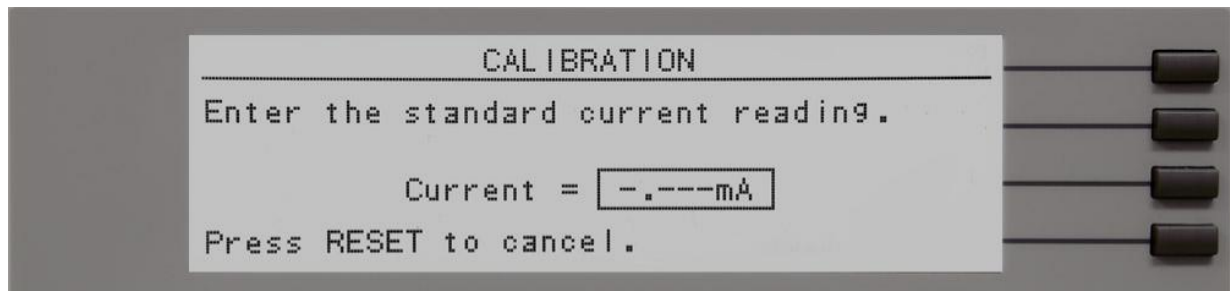 CALIBRATION
Enter the standard current reading.
Current = -.---mA
Press RESET to cancel.